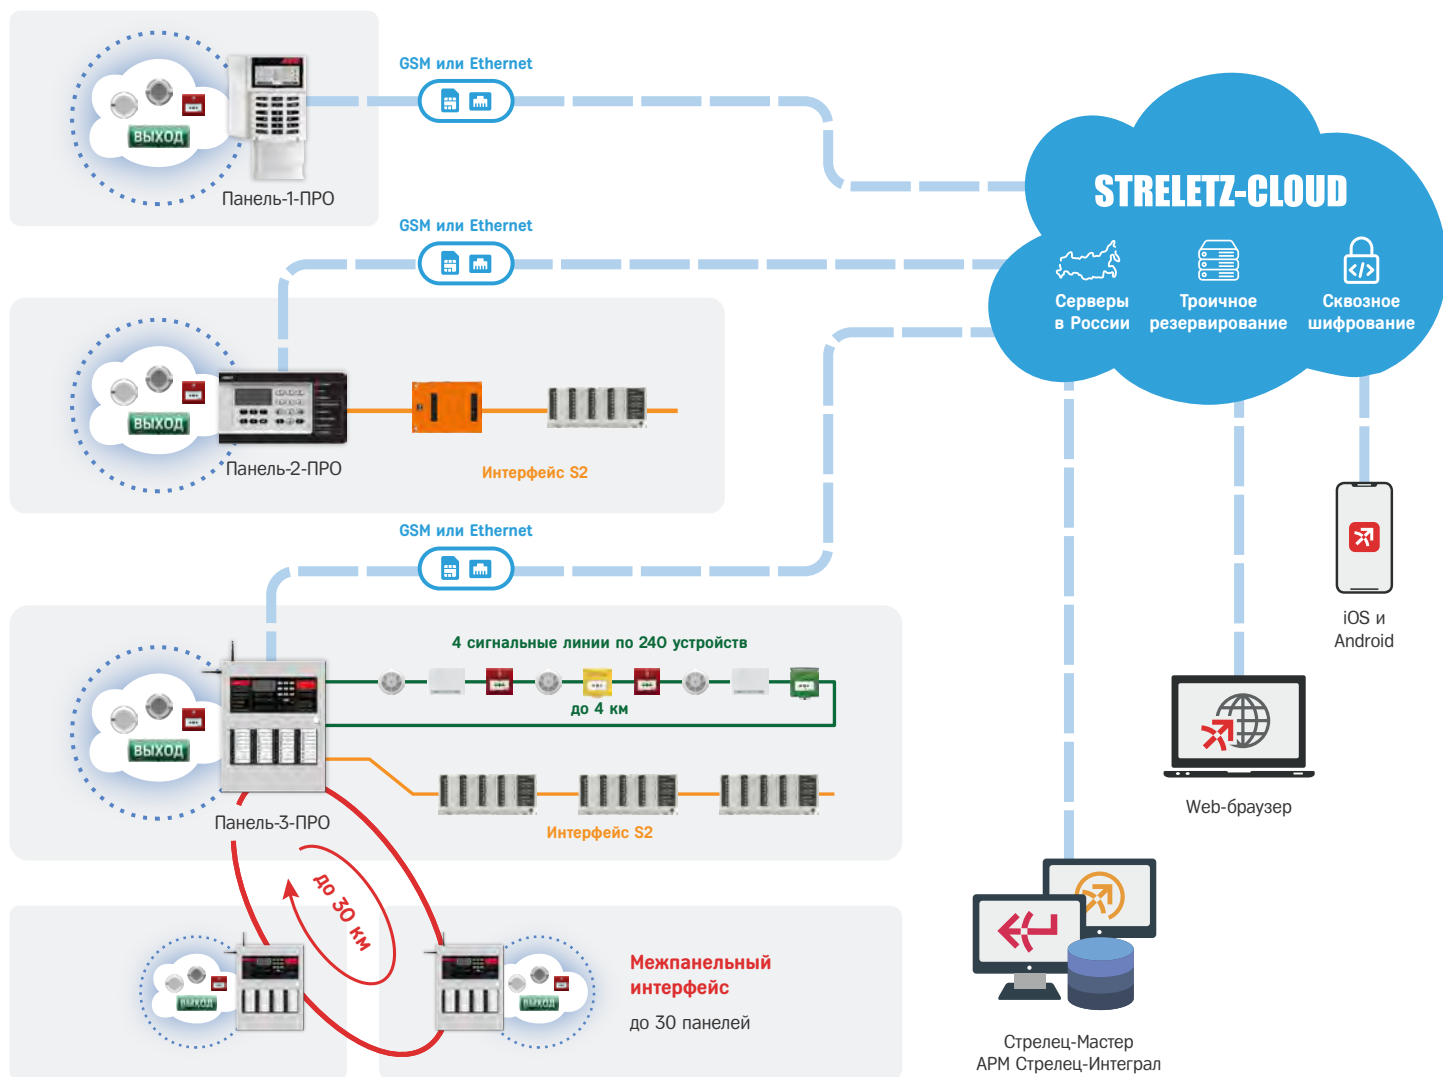 GSM или Ethernet
ВЫХОД
Панель-1-ПРО
STRELETZ-CLOUD
Серверы
в России
Троичное
резервирование
Сквозное
шифрование
GSM или Ethernet
ВЫХОД
Панель-2-ПРО
Интерфейс S2
GSM или Ethernet
iOS и
Android
4 сигнальные линии по 240 устройств
до 4 км
ВЫХОД
Панель-3-ПРО
Интерфейс S2
Web-браузер
до 30 км
ВЫХОД
ВЫХОД
Межпанельный
интерфейс
до 30 панелей
Стрелец-Мастер
АРМ Стрелец-Интеграл